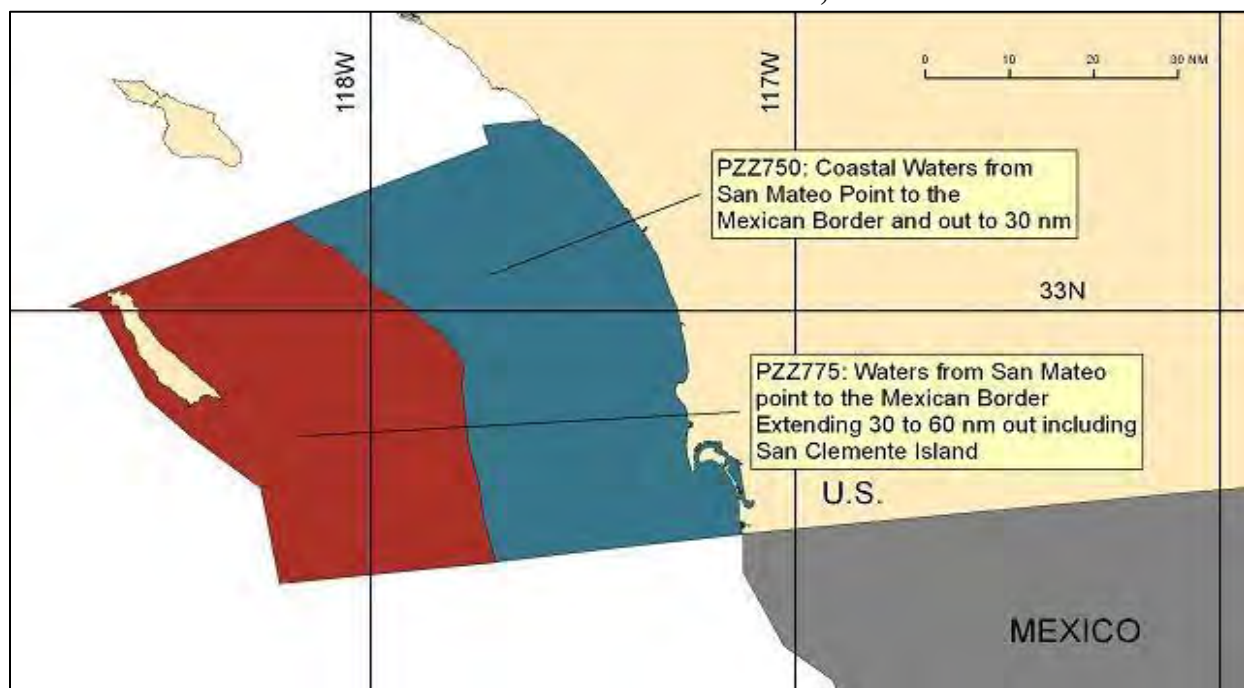 118W
117W
0 10 20 30 NM
PZZ750: Coastal Waters from
San Mateo Point to the
Mexican Border and out to 30 nm
33N
PZZ775: Waters from San Mateo
point to the Mexican Border
Extending 30 to 60 nm out including
San Clemente Island
U.S.
MEXICO